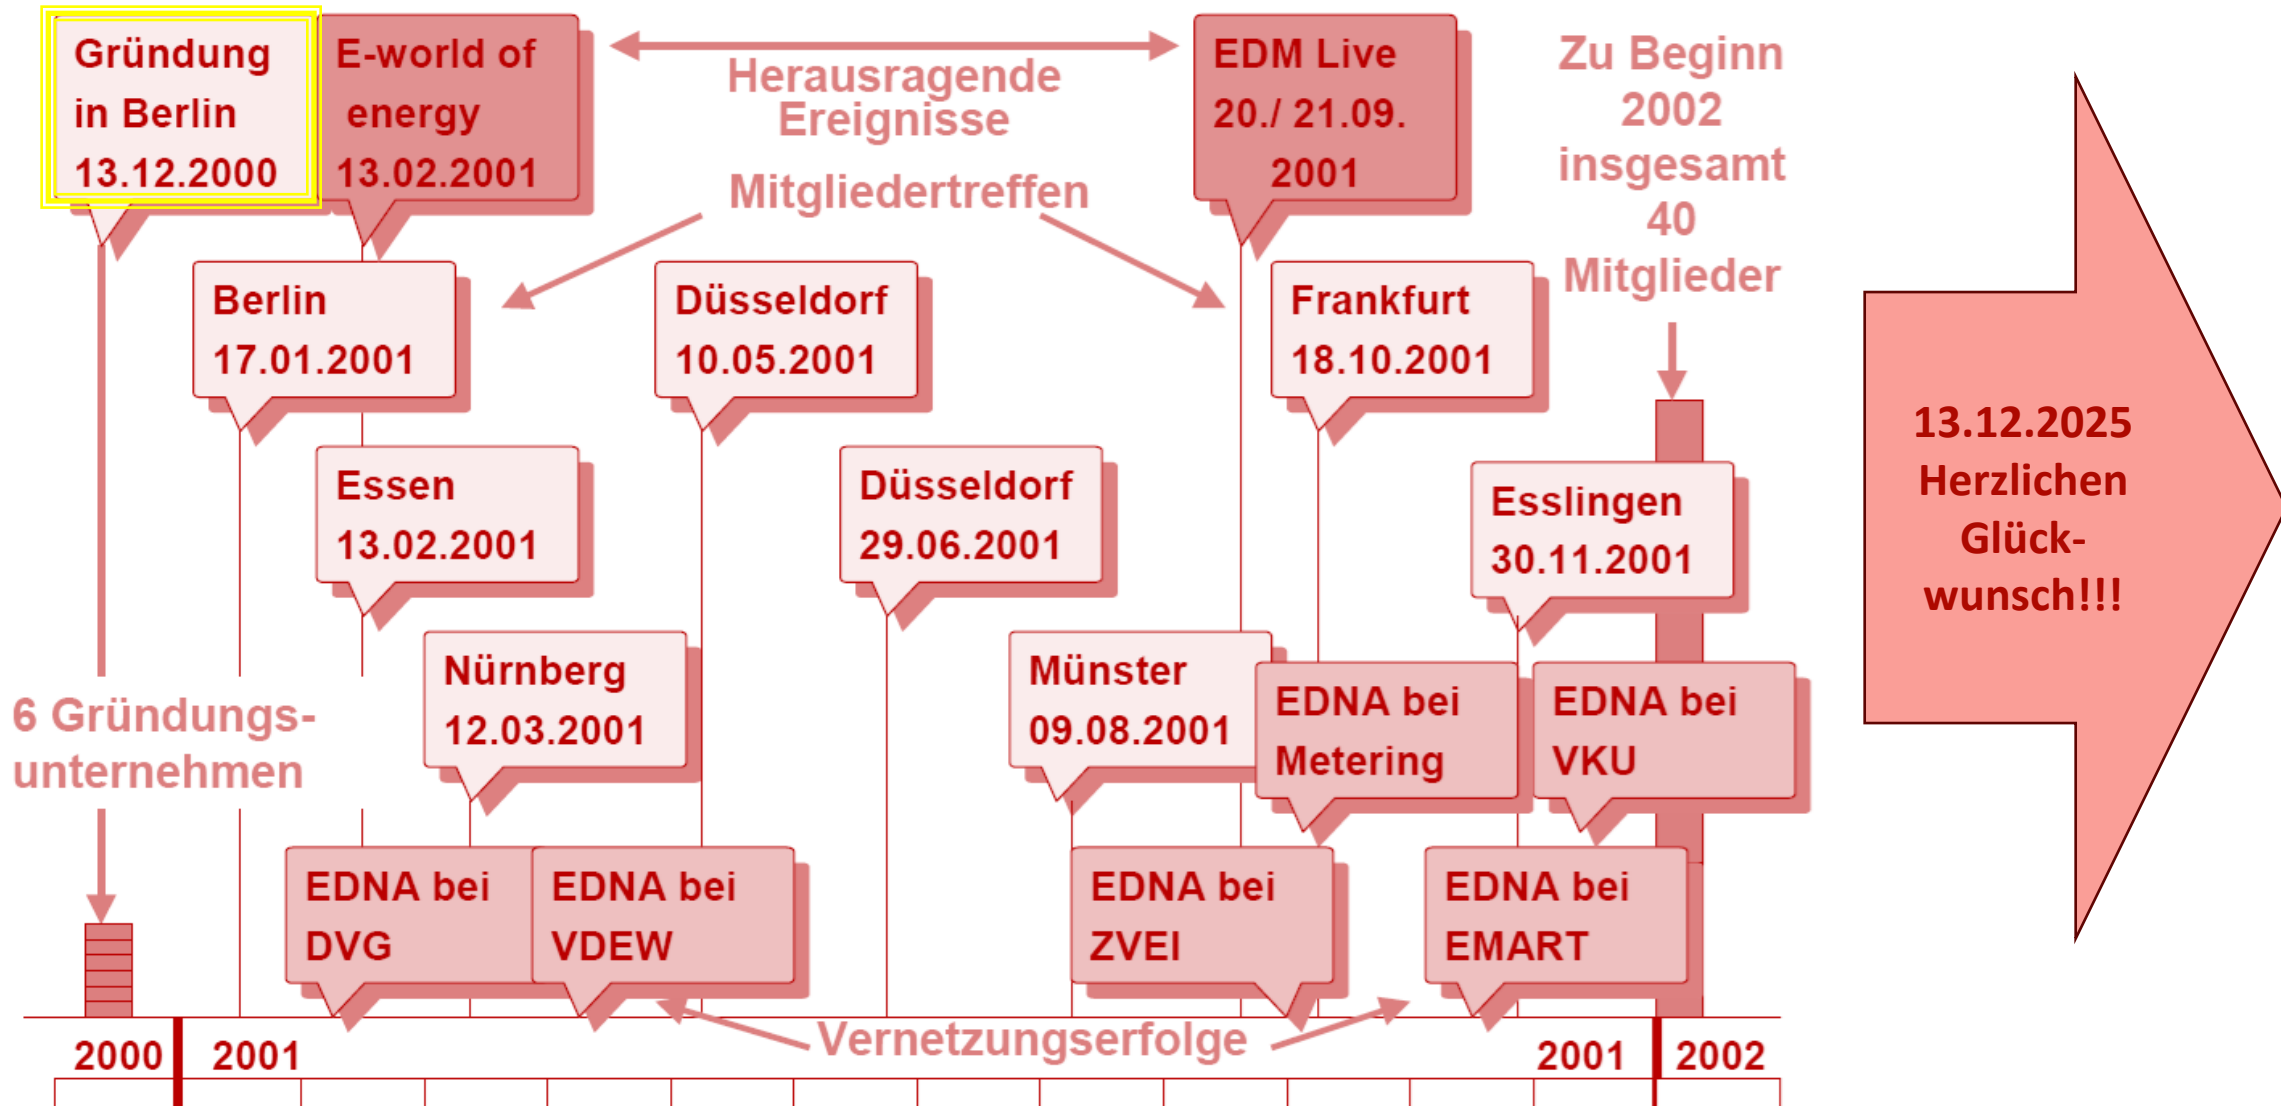 Gründung
in Berlin
13.12.2000
E-world of
energy
13.02.2001
Herausragende
Ereignisse
Mitgliedertreffen
EDM Live
20./ 21.09.
2001
Zu Beginn
2002
insgesamt
40
Mitglieder
Berlin
17.01.2001
Düsseldorf
10.05.2001
Frankfurt
18.10.2001
13.12.2025
Herzlichen
Glück-
wunsch!!!
Essen
13.02.2001
Düsseldorf
29.06.2001
Esslingen
30.11.2001
Nürnberg
12.03.2001
Münster
09.08.2001
EDNA bei
Metering
EDNA bei
VKU
6 Gründungs-
unternehmen
EDNA bei
DVG
EDNA bei
VDEW
EDNA bei
ZVEI
EDNA bei
EMART
Vernetzungserfolge
2000
2001
2001
2002